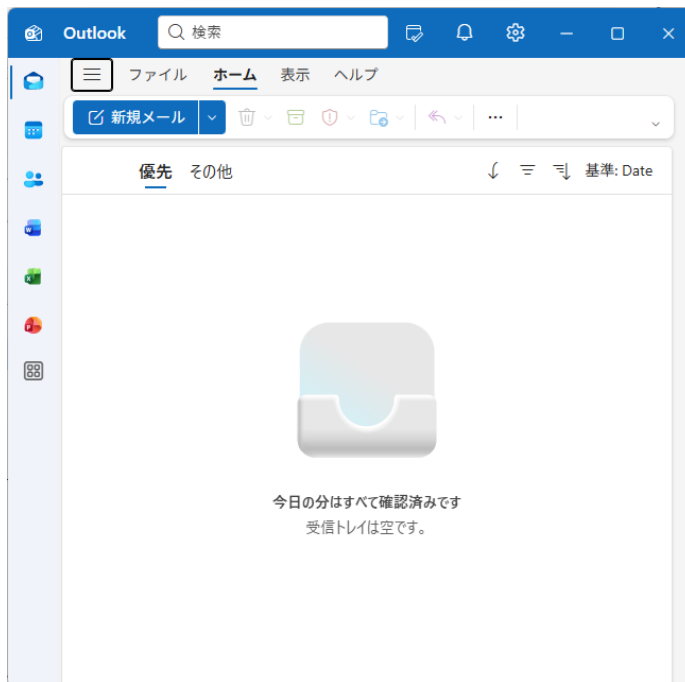 Outlook 検索
ファイル ホーム 表示 ヘルプ
新規メール
優先 その他 基準: Date
今日の分はすべて確認済みです
受信トレイは空です。